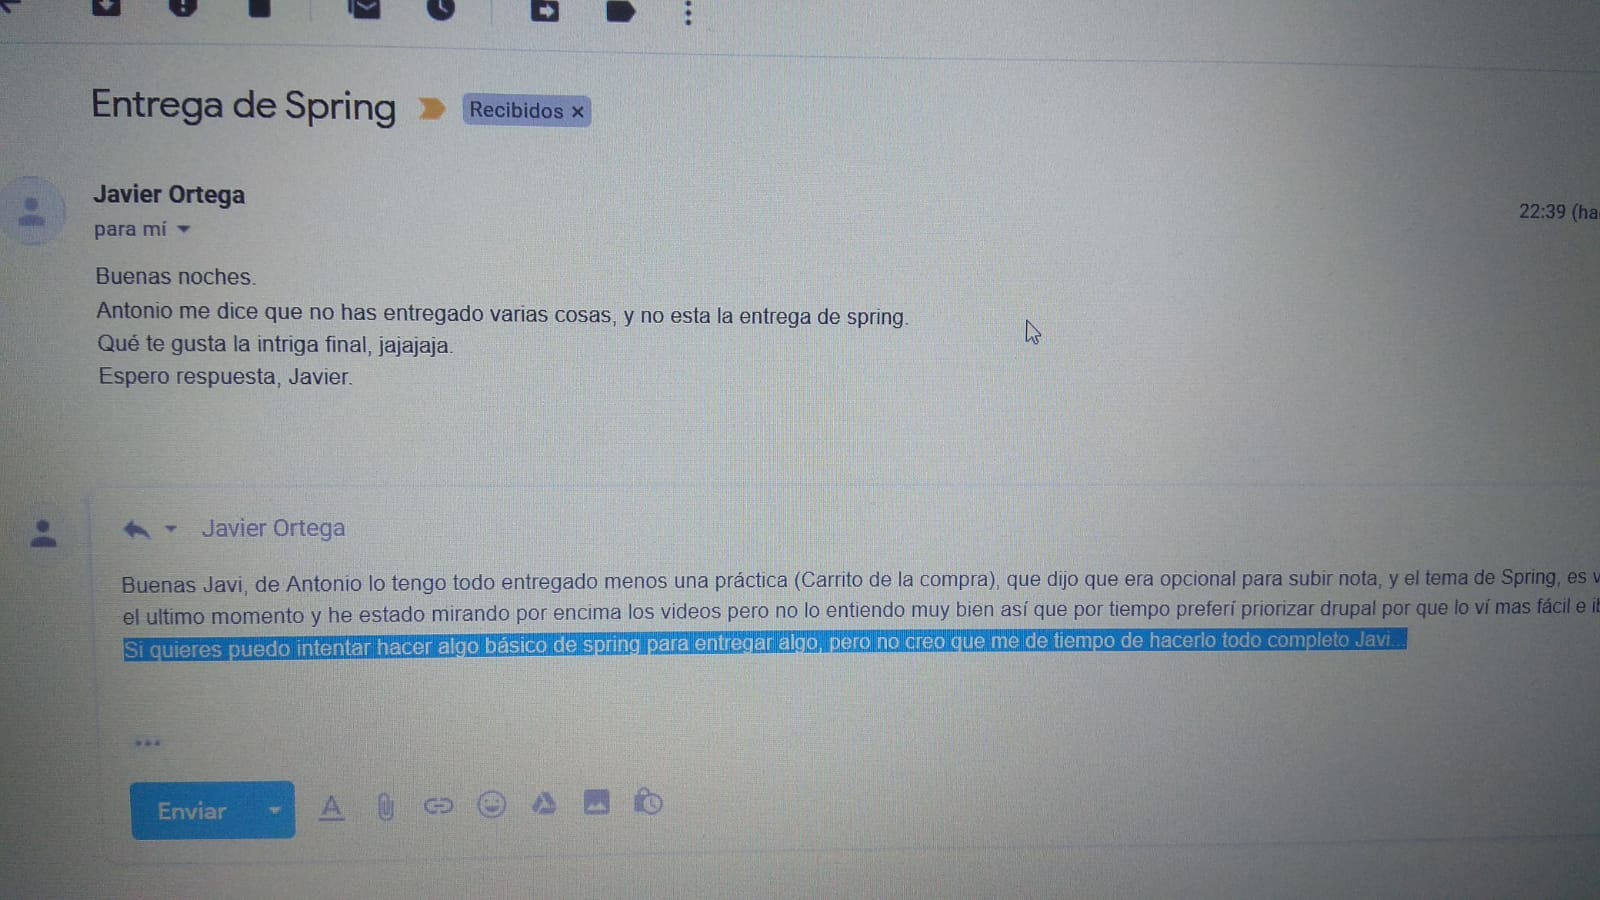 Entrega de Spring
Recibidos ×
Javier Ortega
22:39
para mí
Buenas noches.
Antonio me dice que no has entregado varias cosas, y no esta la entrega de spring.
Qué te gusta la intriga final, jajajaja.
Espero respuesta, Javier.
Javier Ortega
Buenas Javi, de Antonio lo tengo todo entregado menos una práctica (Carrito de la compra), que dijo que era opcional para subir nota, y el tema de Spring, es
el ultimo momento y he estado mirando por encima los videos pero no lo entiendo muy bien así que por tiempo preferí priorizar drupal por que lo ví mas fácil e
Si quieres puedo intentar hacer algo básico de spring para entregar algo, pero no creo que me de tiempo de hacerlo todo completo Javi...
Enviar